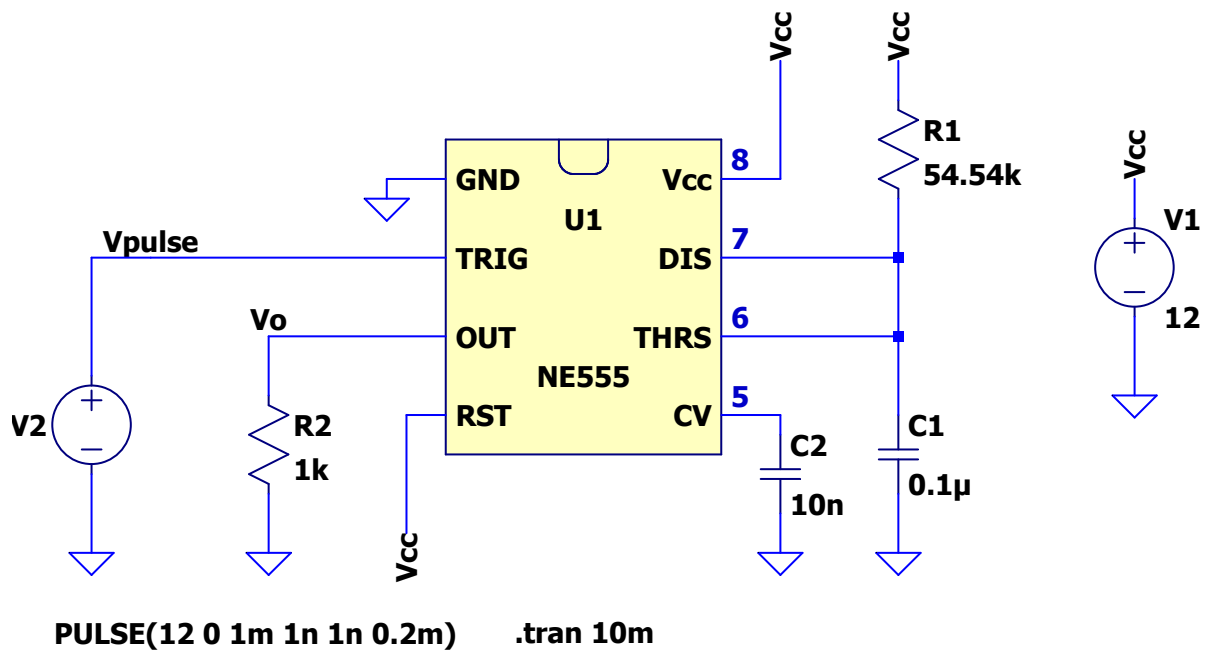 Vcc
Vcc
R1
54.54k
8
GND
Vcc
U1
Vcc
V1
12
Vpulse
7
TRIG
DIS
Vo
6
OUT
THRS
NE555
5
V2
R2
1k
RST
CV
C2
10n
C1
0.1µ
Vcc
PULSE(12 0 1m 1n 1n 0.2m)
.tran 10m